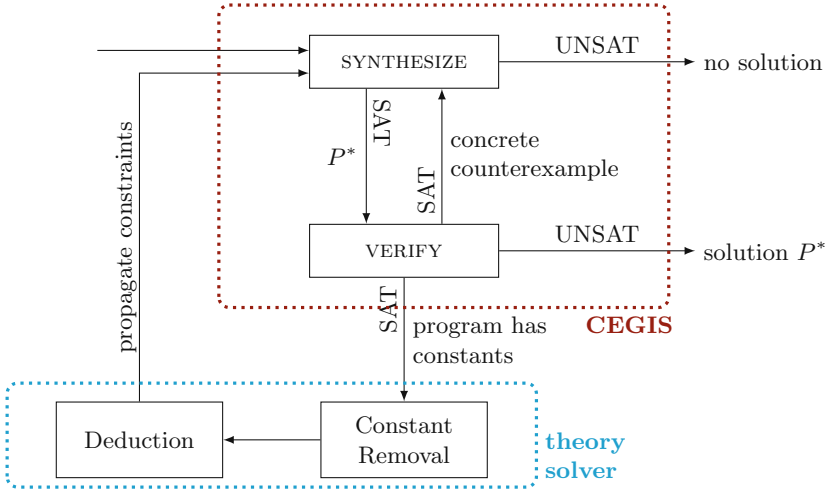 UNSAT
SYNTHESIZE
no solution
SAT
P*
concrete
counterexample
SAT
propagate constraints
UNSAT
VERIFY
solution P*
SAT
program has
constants
CEGIS
Deduction
Constant
Removal
theory
solver